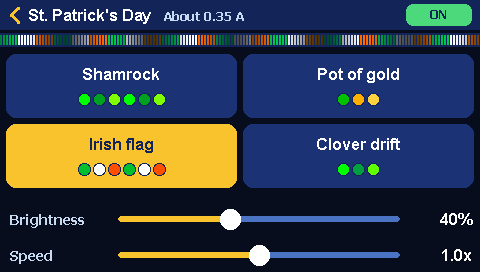 St. Patrick's Day About 0.35 A ON
Shamrock Pot of gold
Irish flag Clover drift
Brightness 40%
Speed 1.0x